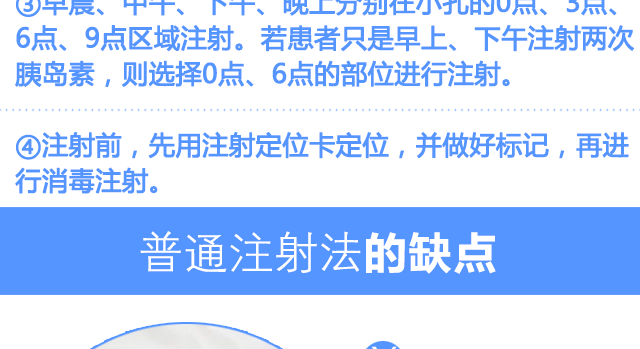 ③早晨、中午、下午、晚上分别在小孔的0点、3点、
6点、9点区域注射。若患者只是早上、下午注射两次
胰岛素，则选择0点、6点的部位进行注射。
④注射前，先用注射定位卡定位，并做好标记，再进
行消毒注射。
普通注射法的缺点